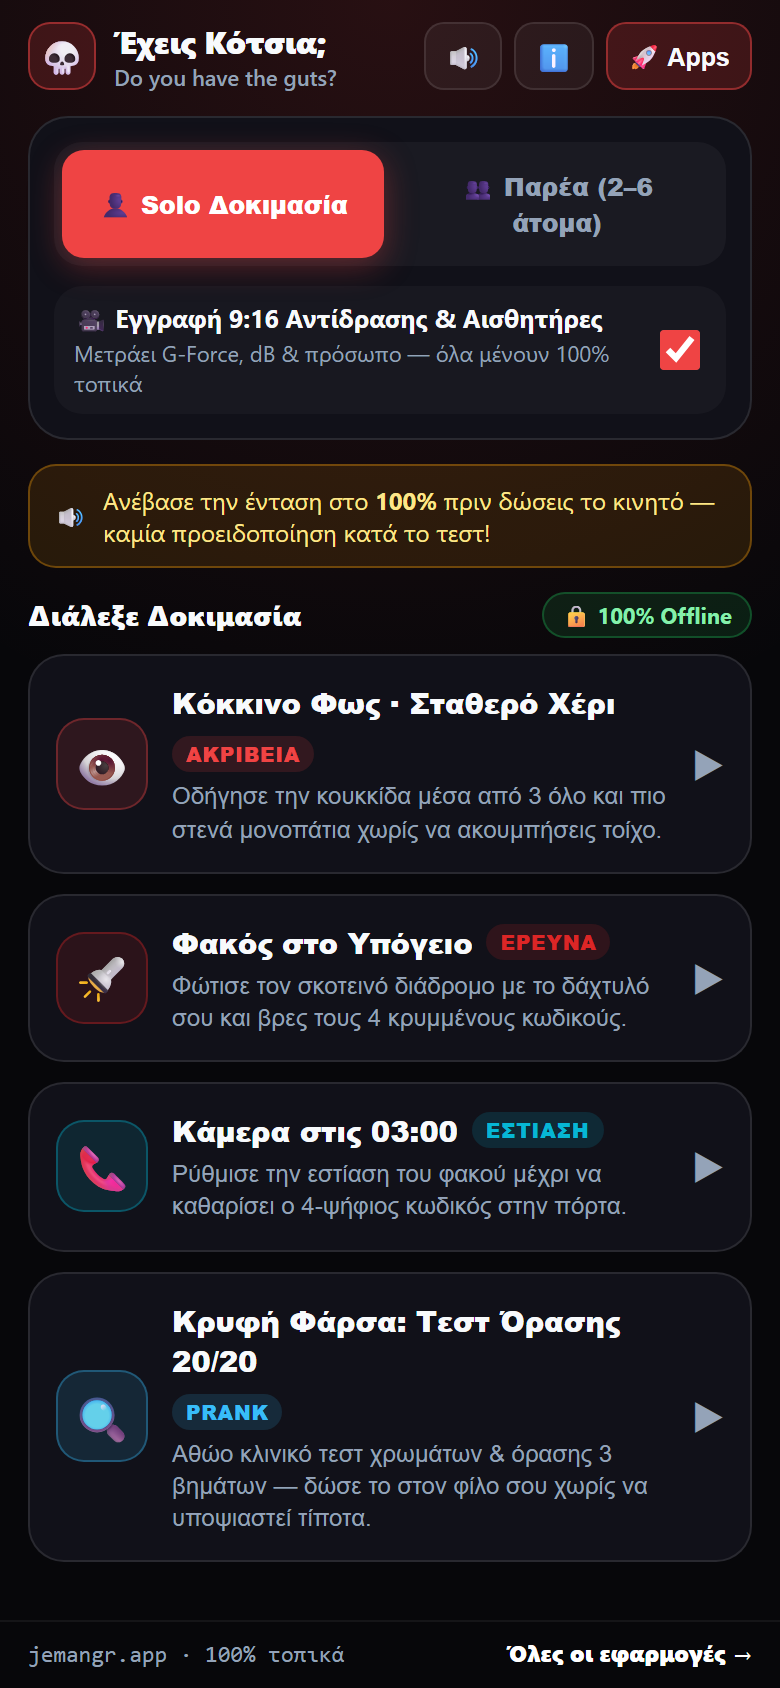 Έχεις Κότσια;
Do you have the guts?
Apps
Solo Δοκιμασία
Παρέα (2–6
άτομα)
Εγγραφή 9:16 Αντίδρασης & Αισθητήρες
Μετράει G-Force, dB & πρόσωπο — όλα μένουν 100%
τοπικά
Ανέβασε την ένταση στο 100% πριν δώσεις το κινητό —
καμία προειδοποίηση κατά το τεστ!
Διάλεξε Δοκιμασία
100% Offline
Κόκκινο Φως · Σταθερό Χέρι
ΑΚΡΙΒΕΙΑ
Οδήγησε την κουκκίδα μέσα από 3 όλο και πιο
στενά μονοπάτια χωρίς να ακουμπήσεις τοίχο.
Φακός στο Υπόγειο
ΕΡΕΥΝΑ
Φώτισε τον σκοτεινό διάδρομο με το δάχτυλό
σου και βρες τους 4 κρυμμένους κωδικούς.
Κάμερα στις 03:00
ΕΣΤΙΑΣΗ
Ρύθμισε την εστίαση του φακού μέχρι να
καθαρίσει ο 4-ψήφιος κωδικός στην πόρτα.
Κρυφή Φάρσα: Τεστ Όρασης
20/20
PRANK
Αθώο κλινικό τεστ χρωμάτων & όρασης 3
βημάτων — δώσε το στον φίλο σου χωρίς να
υποψιαστεί τίποτα.
jemangr.app · 100% τοπικά
Όλες οι εφαρμογές →